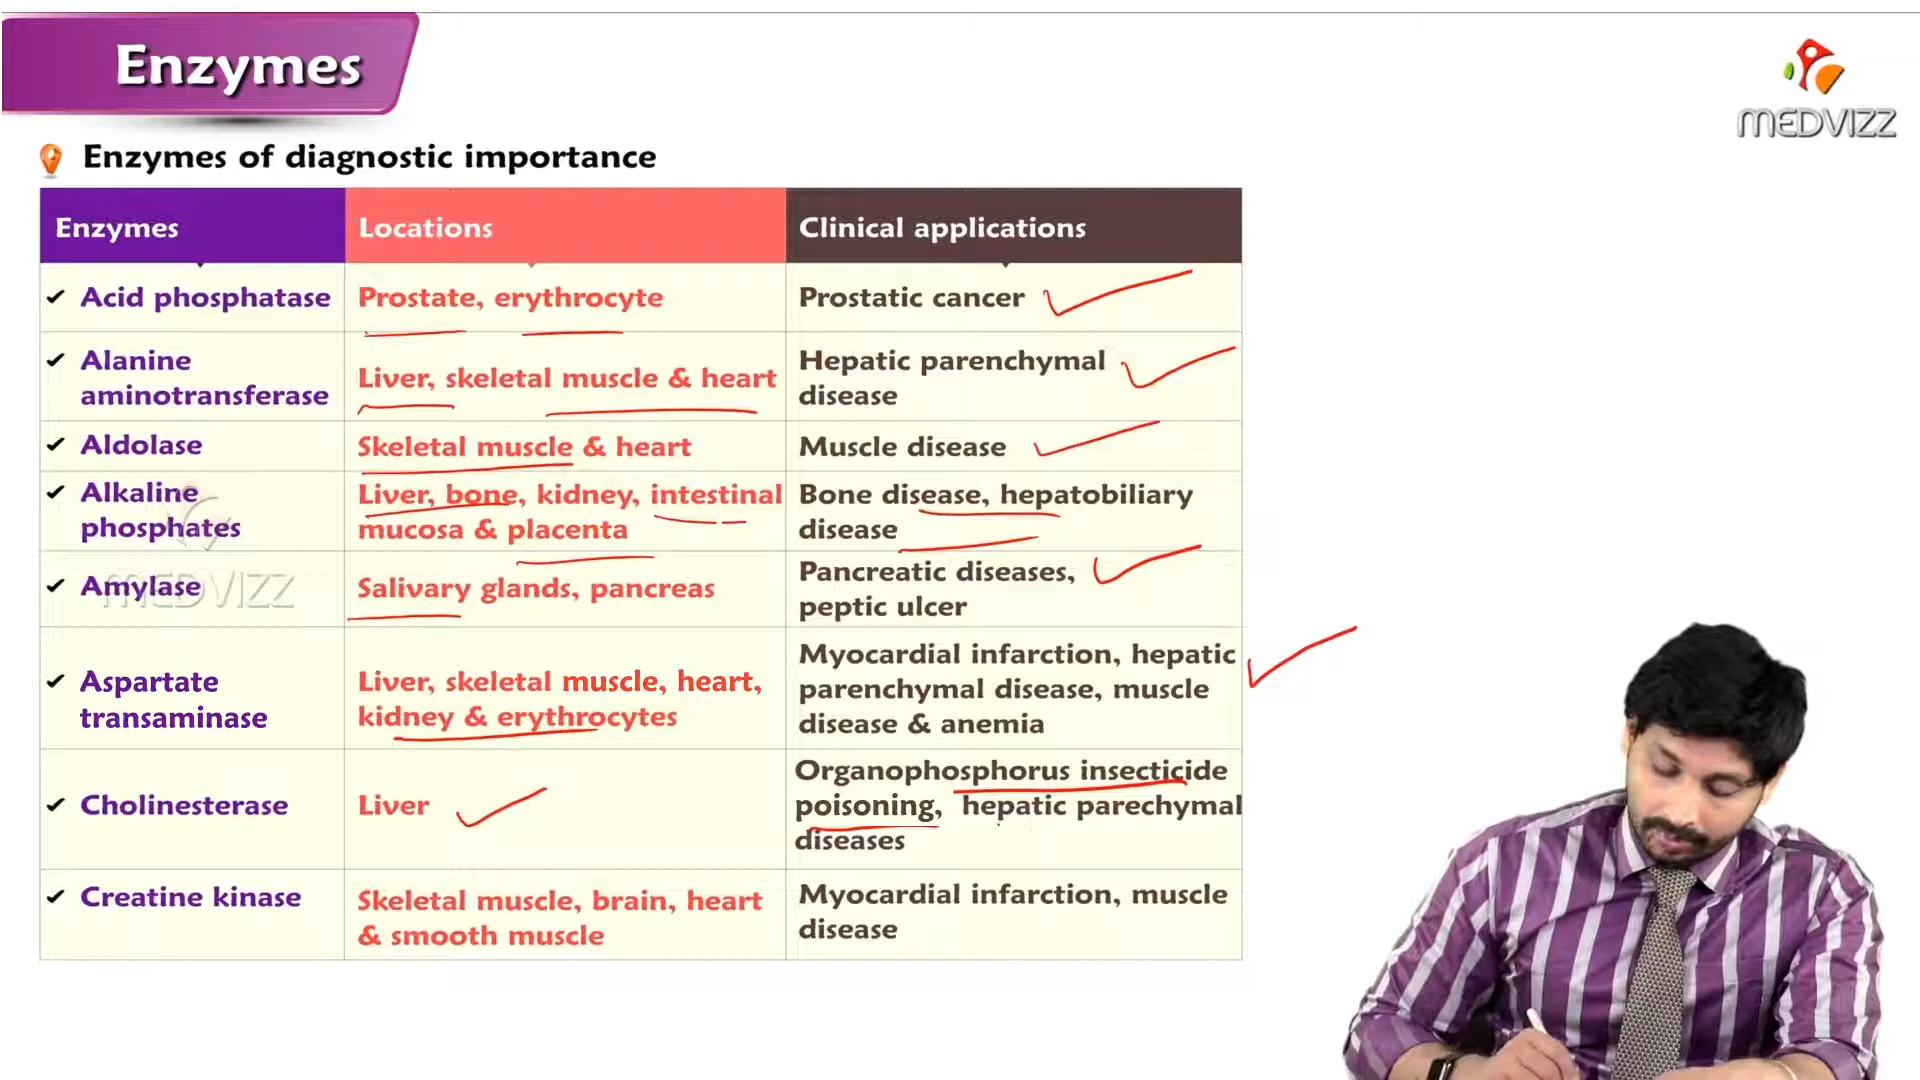 Enzymes
MEDVIZZ
Enzymes of diagnostic importance
Enzymes
Locations
Clinical applications
Acid phosphatase
Prostate, erythrocyte
Prostatic cancer
Alanine
aminotransferase
Liver, skeletal muscle & heart
Hepatic parenchymal
disease
Aldolase
Skeletal muscle & heart
Muscle disease
Alkaline
phosphates
Liver, bone, kidney, intestinal
mucosa & placenta
Bone disease, hepatobiliary
disease
Amylase
MEDVIZZ
Salivary glands, pancreas
Pancreatic diseases,
peptic ulcer
Aspartate
transaminase
Liver, skeletal muscle, heart,
kidney & erythrocytes
Myocardial infarction, hepatic
parenchymal disease, muscle
disease & anemia
Cholinesterase
Liver
Organophosphorus insecticide
poisoning, hepatic parechymal
diseases
Creatine kinase
Skeletal muscle, brain, heart
& smooth muscle
Myocardial infarction, muscle
disease